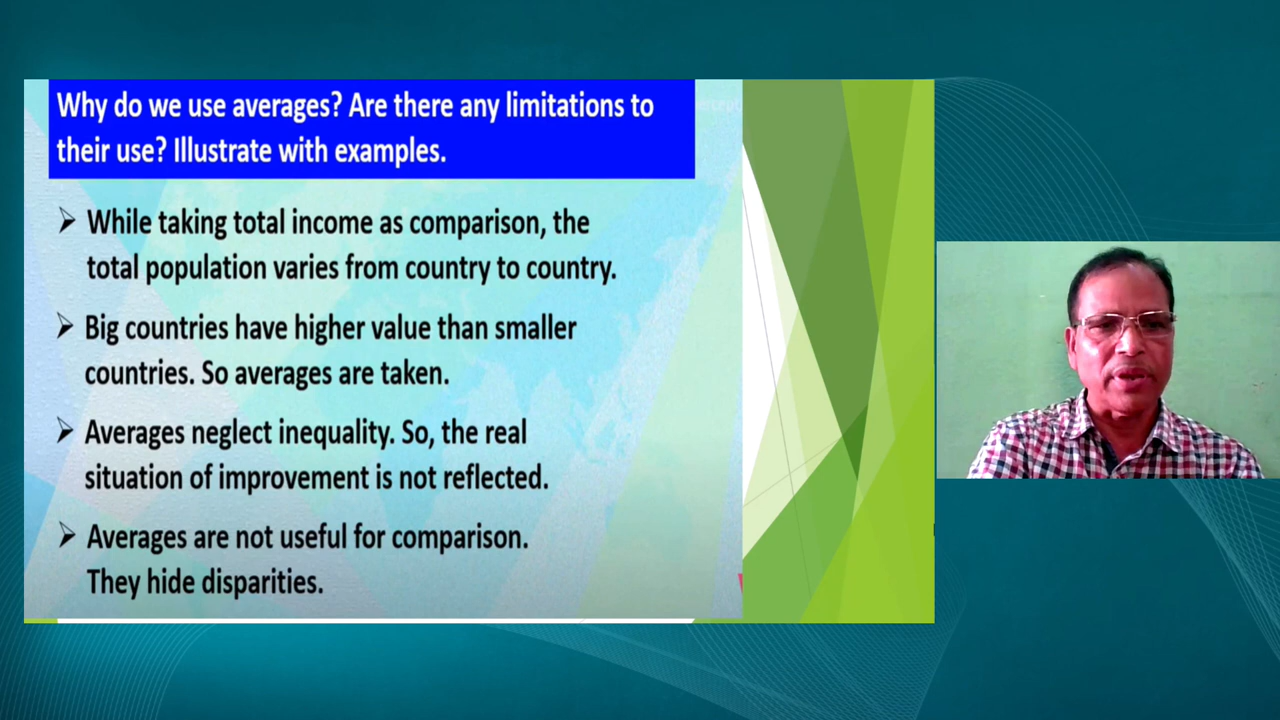 Why do we use averages? Are there any limitations to
their use? Illustrate with examples.
➢ While taking total income as comparison, the
total population varies from country to country.
➢ Big countries have higher value than smaller
countries. So averages are taken.
➢ Averages neglect inequality. So, the real
situation of improvement is not reflected.
➢ Averages are not useful for comparison.
They hide disparities.